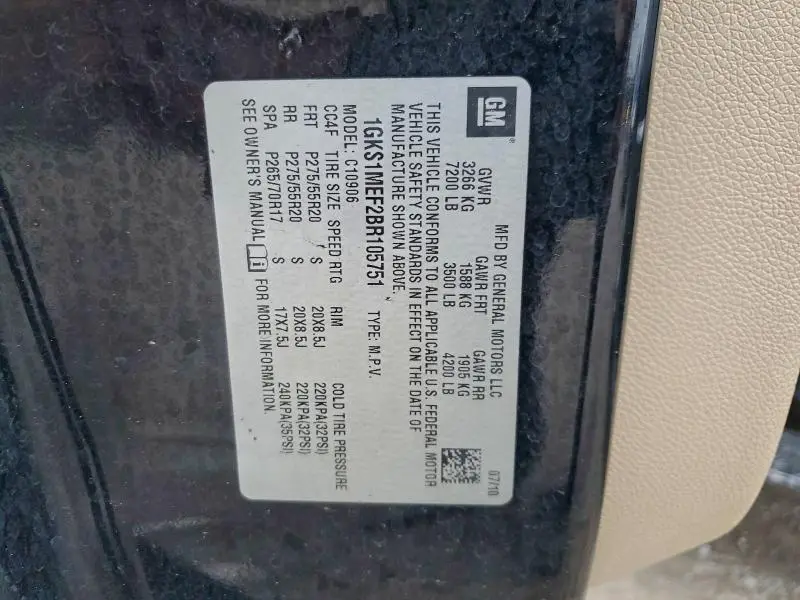 GM ®
MFD BY GENERAL MOTORS LLC 07/10
GVWR GAWR FRT GAWR RR
3266 KG 1588 KG 1905 KG
7200 LB 3500 LB 4200 LB
THIS VEHICLE CONFORMS TO ALL APPLICABLE U.S. FEDERAL MOTOR
VEHICLE SAFETY STANDARDS IN EFFECT ON THE DATE OF
MANUFACTURE SHOWN ABOVE.
1GKS1MEF2BR105751 TYPE: M.P.V.
MODEL: C10906
CC4F TIRE SIZE SPEED RTG RIM COLD TIRE PRESSURE
FRT P275/55R20 S 20X8.5J 220KPA(32PSI)
RR P275/55R20 S 20X8.5J 220KPA(32PSI)
SPA P265/70R17 S 17X7.5J 240KPA(35PSI)
SEE OWNER'S MANUAL i FOR MORE INFORMATION.